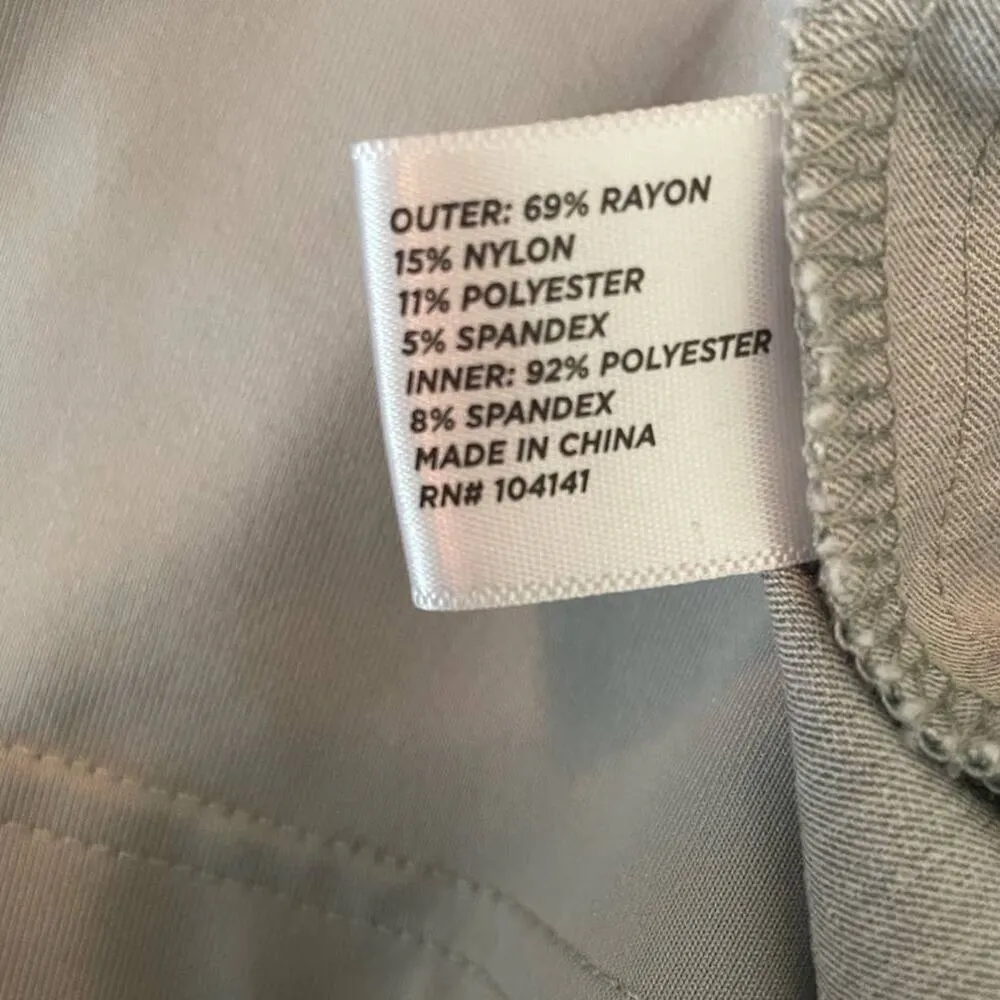 OUTER: 69% RAYON
15% NYLON
11% POLYESTER
5% SPANDEX
INNER: 92% POLYESTER
8% SPANDEX
MADE IN CHINA
RN# 104141